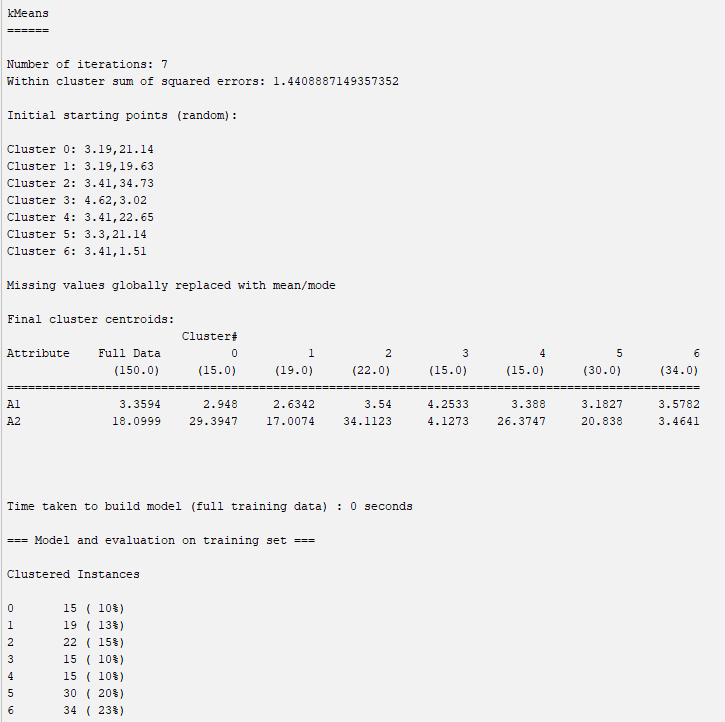 kMeans
======
Number of iterations: 7
Within cluster sum of squared errors: 1.4408887149357352
Initial starting points (random):
Cluster 0: 3.19,21.14
Cluster 1: 3.19,19.63
Cluster 2: 3.41,34.73
Cluster 3: 4.62,3.02
Cluster 4: 3.41,22.65
Cluster 5: 3.3,21.14
Cluster 6: 3.41,1.51
Missing values globally replaced with mean/mode
Final cluster centroids:
Cluster#
Attribute Full Data 0 1 2 3 4 5 6
(150.0) (15.0) (19.0) (22.0) (15.0) (15.0) (30.0) (34.0)
===================================================================================================
A1 3.3594 2.948 2.6342 3.54 4.2533 3.388 3.1827 3.5782
A2 18.0999 29.3947 17.0074 34.1123 4.1273 26.3747 20.838 3.4641
Time taken to build model (full training data) : 0 seconds
=== Model and evaluation on training set ===
Clustered Instances
0 15 ( 10%)
1 19 ( 13%)
2 22 ( 15%)
3 15 ( 10%)
4 15 ( 10%)
5 30 ( 20%)
6 34 ( 23%)